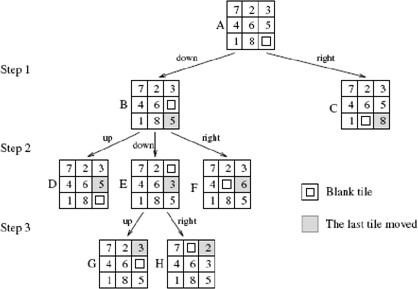 7 2 3
A 4 6 5
1 8
down right
Step 1
7 2 3 7 2 3
B 4 6 C 4 6 5
1 8 5 1 8
up down right
Step 2
7 2 3 7 2 7 2 3
D 4 6 5 E 4 6 3 F 4 6
1 8 1 8 5 1 8 5
Blank tile
up right
The last tile moved
Step 3
7 2 3 7 2
G 4 6 H 4 6 3
1 8 5 1 8 5